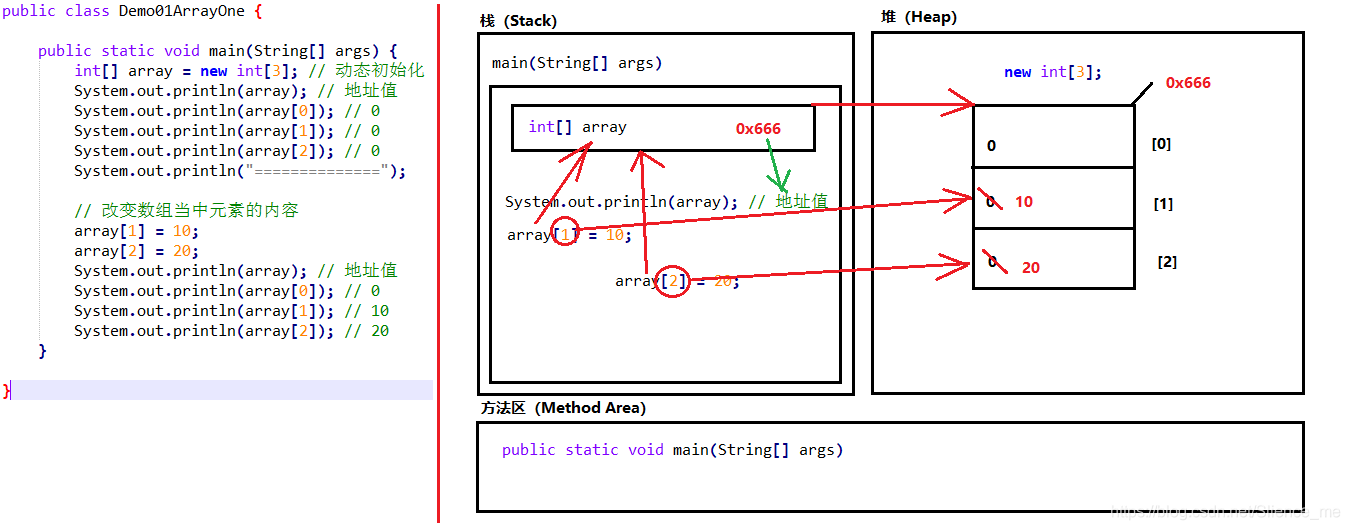 public class Demo01ArrayOne {
public static void main(String[] args) {
int[] array = new int[3]; // 动态初始化
System.out.println(array); // 地址值
System.out.println(array[0]); // 0
System.out.println(array[1]); // 0
System.out.println(array[2]); // 0
System.out.println("==============");
// 改变数组当中元素的内容
array[1] = 10;
array[2] = 20;
System.out.println(array); // 地址值
System.out.println(array[0]); // 0
System.out.println(array[1]); // 10
System.out.println(array[2]); // 20
}
}
栈（Stack）
main(String[] args)
int[] array 0x666
System.out.println(array); // 地址值
array[1] = 10;
array[2] = 20;
堆（Heap）
new int[3];
0x666
0 [0]
0 10 [1]
0 20 [2]
方法区（Method Area）
public static void main(String[] args)
https://blog.csdn.net/Silence_me